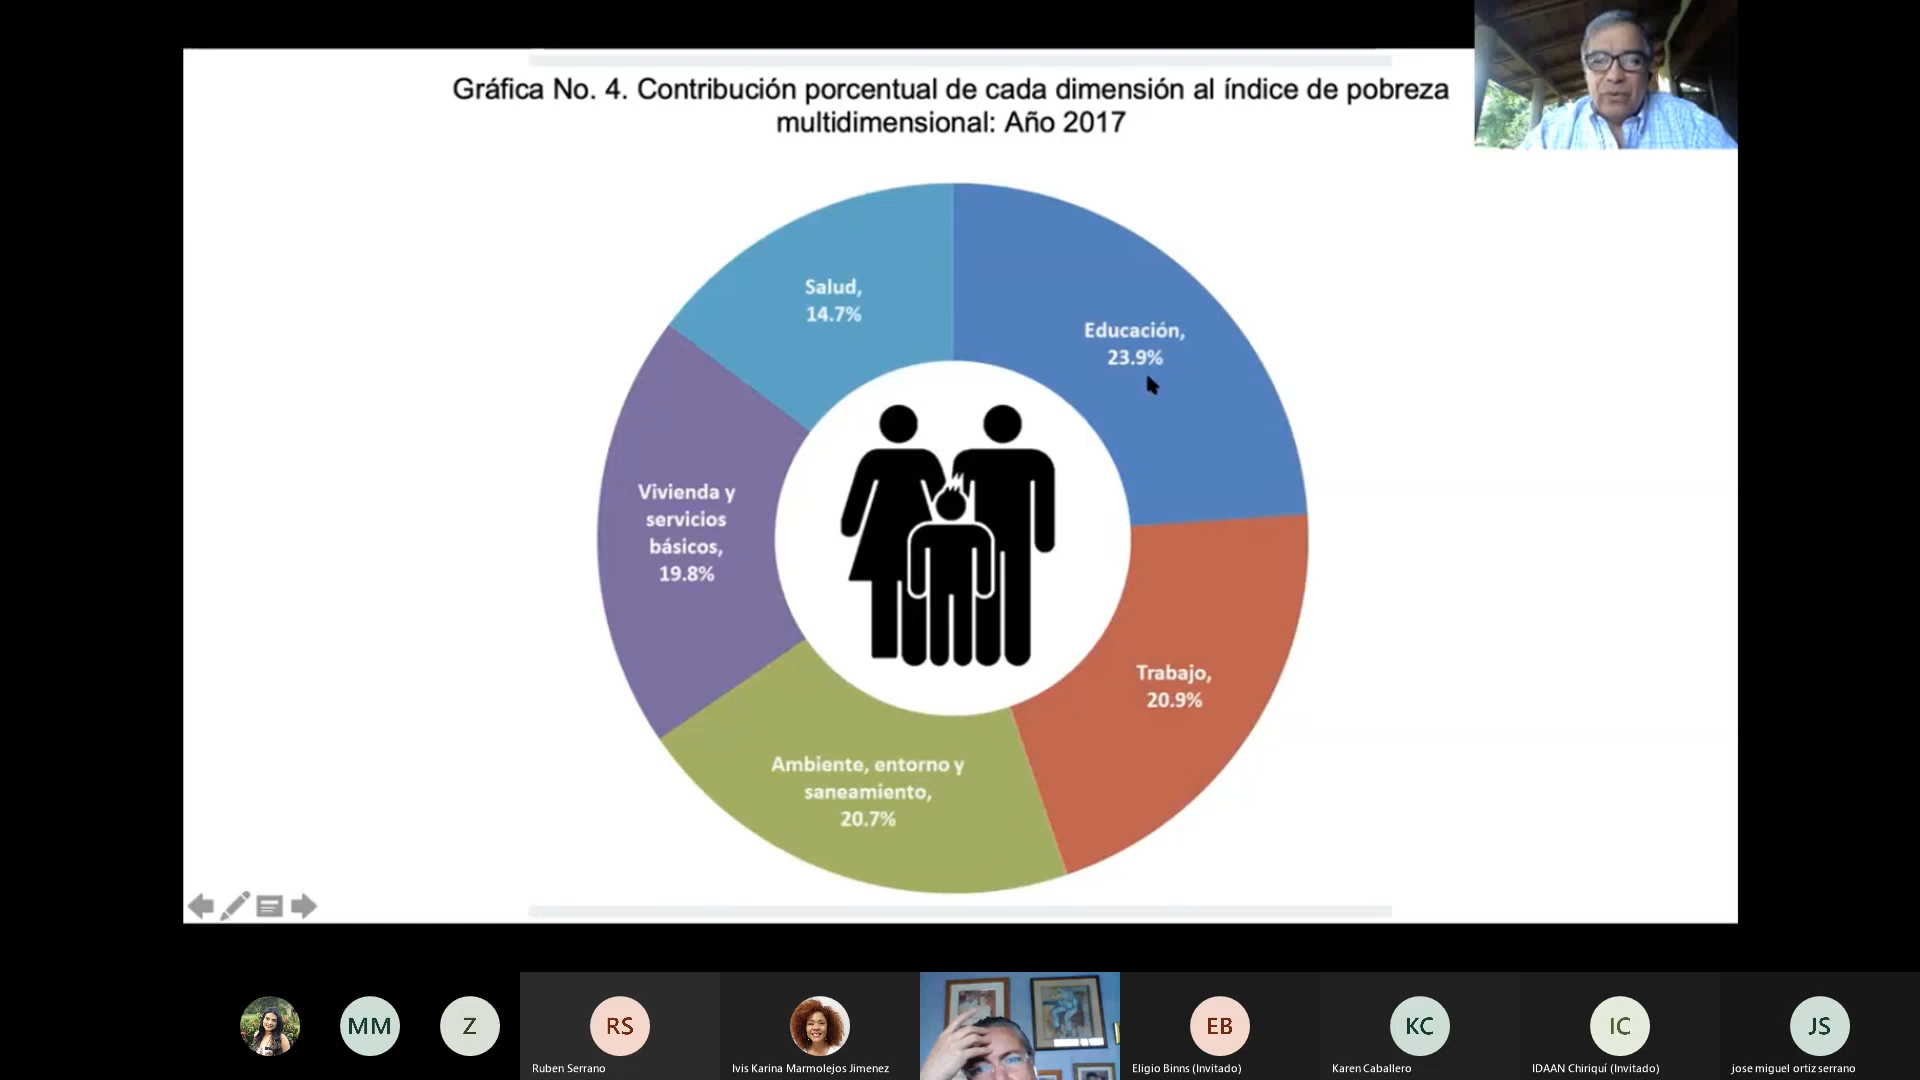 Gráfica No. 4. Contribución porcentual de cada dimensión al índice de pobreza
multidimensional: Año 2017
Salud,
14.7%
Educación,
23.9%
Vivienda y
servicios
básicos,
19.8%
Trabajo,
20.9%
Ambiente, entorno y
saneamiento,
20.7%
MM
Z
RS
EB
KC
IC
JS
Ruben Serrano
Ivis Karina Marmolejos Jimenez
Eligio Binns (Invitado)
Karen Caballero
IDAAN Chiriquí (Invitado)
jose miguel ortiz serrano